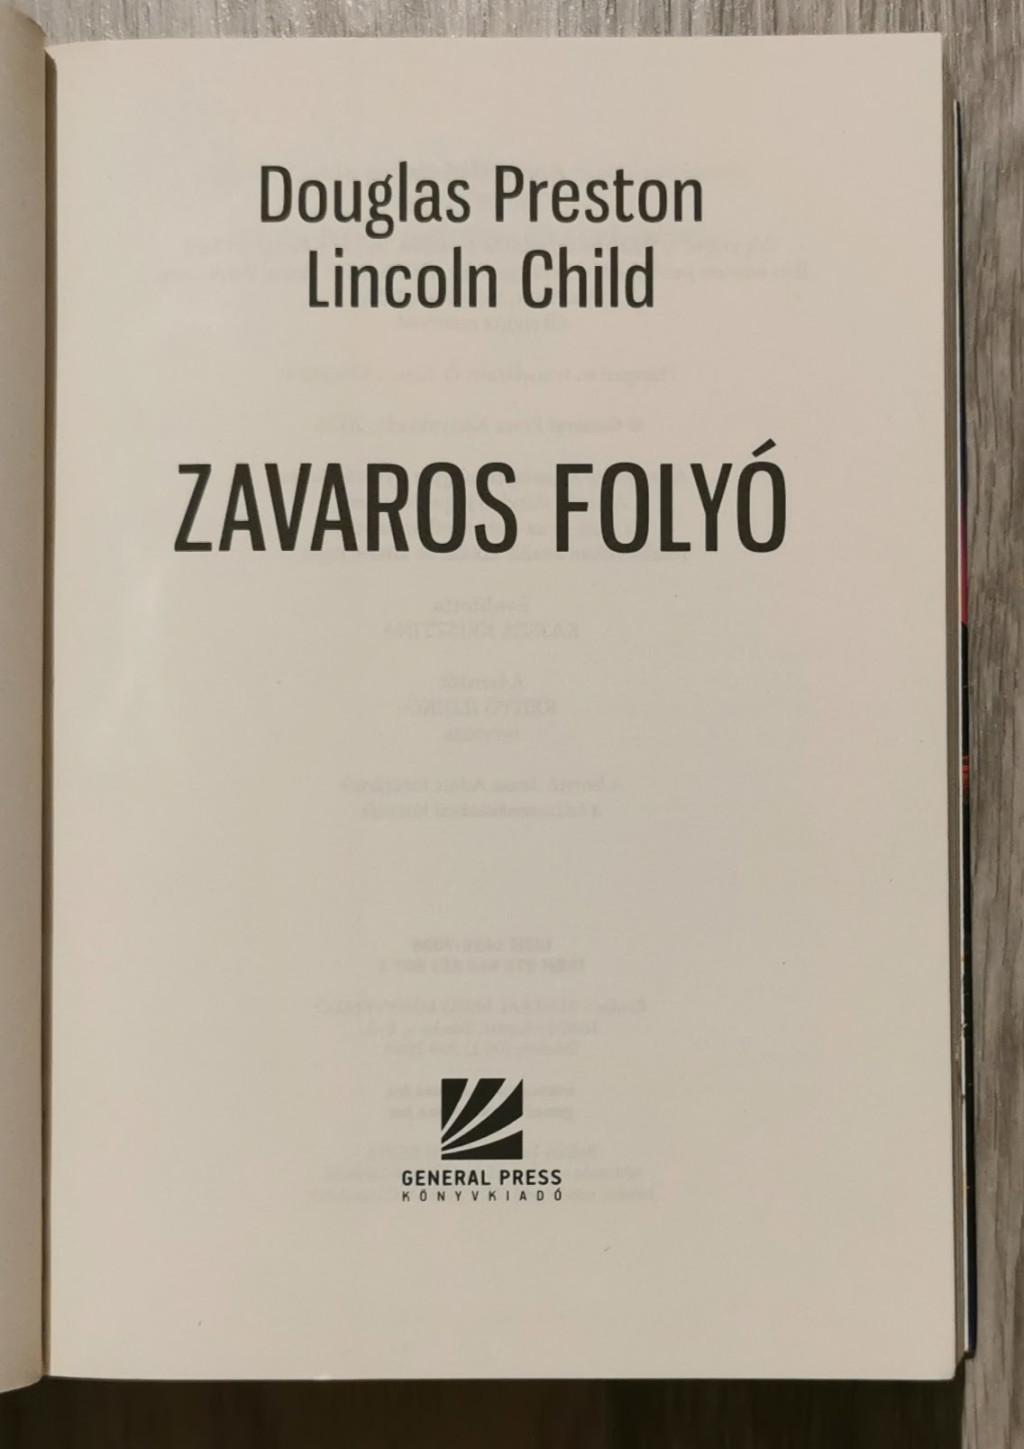 Douglas Preston
Lincoln Child
ZAVAROS FOLYÓ
GENERAL PRESS
KÖNYVKIADÓ